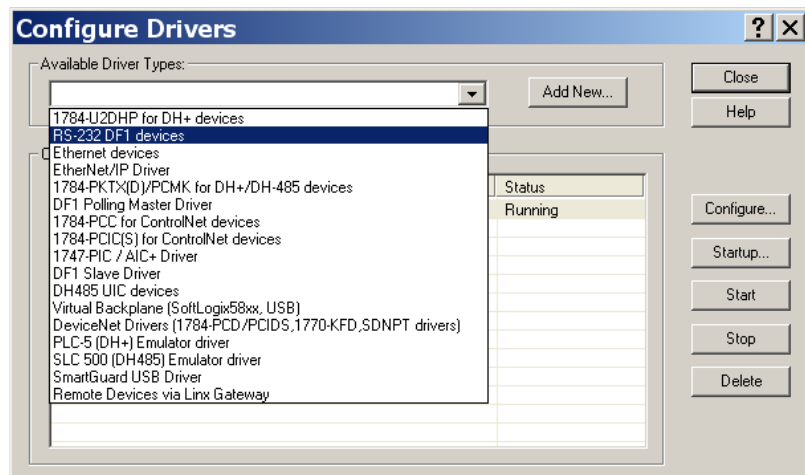 Configure Drivers
Available Driver Types:
Add New...
Close
Help
1784-U2DHP for DH+ devices
RS-232 DF1 devices
Ethernet devices
EtherNet/IP Driver
1784-PKTX(D)/PCMK for DH+/DH-485 devices
DF1 Polling Master Driver
1784-PCC for ControlNet devices
1784-PCIC(S) for ControlNet devices
1747-PIC / AIC+ Driver
DF1 Slave Driver
DH485 UIC devices
Virtual Backplane (SoftLogix58xx, USB)
DeviceNet Drivers (1784-PCD/PCIDS,1770-KFD,SDNPT drivers)
PLC-5 (DH+) Emulator driver
SLC 500 (DH485) Emulator driver
SmartGuard USB Driver
Remote Devices via Linx Gateway
Status
Running
Configure...
Startup...
Start
Stop
Delete